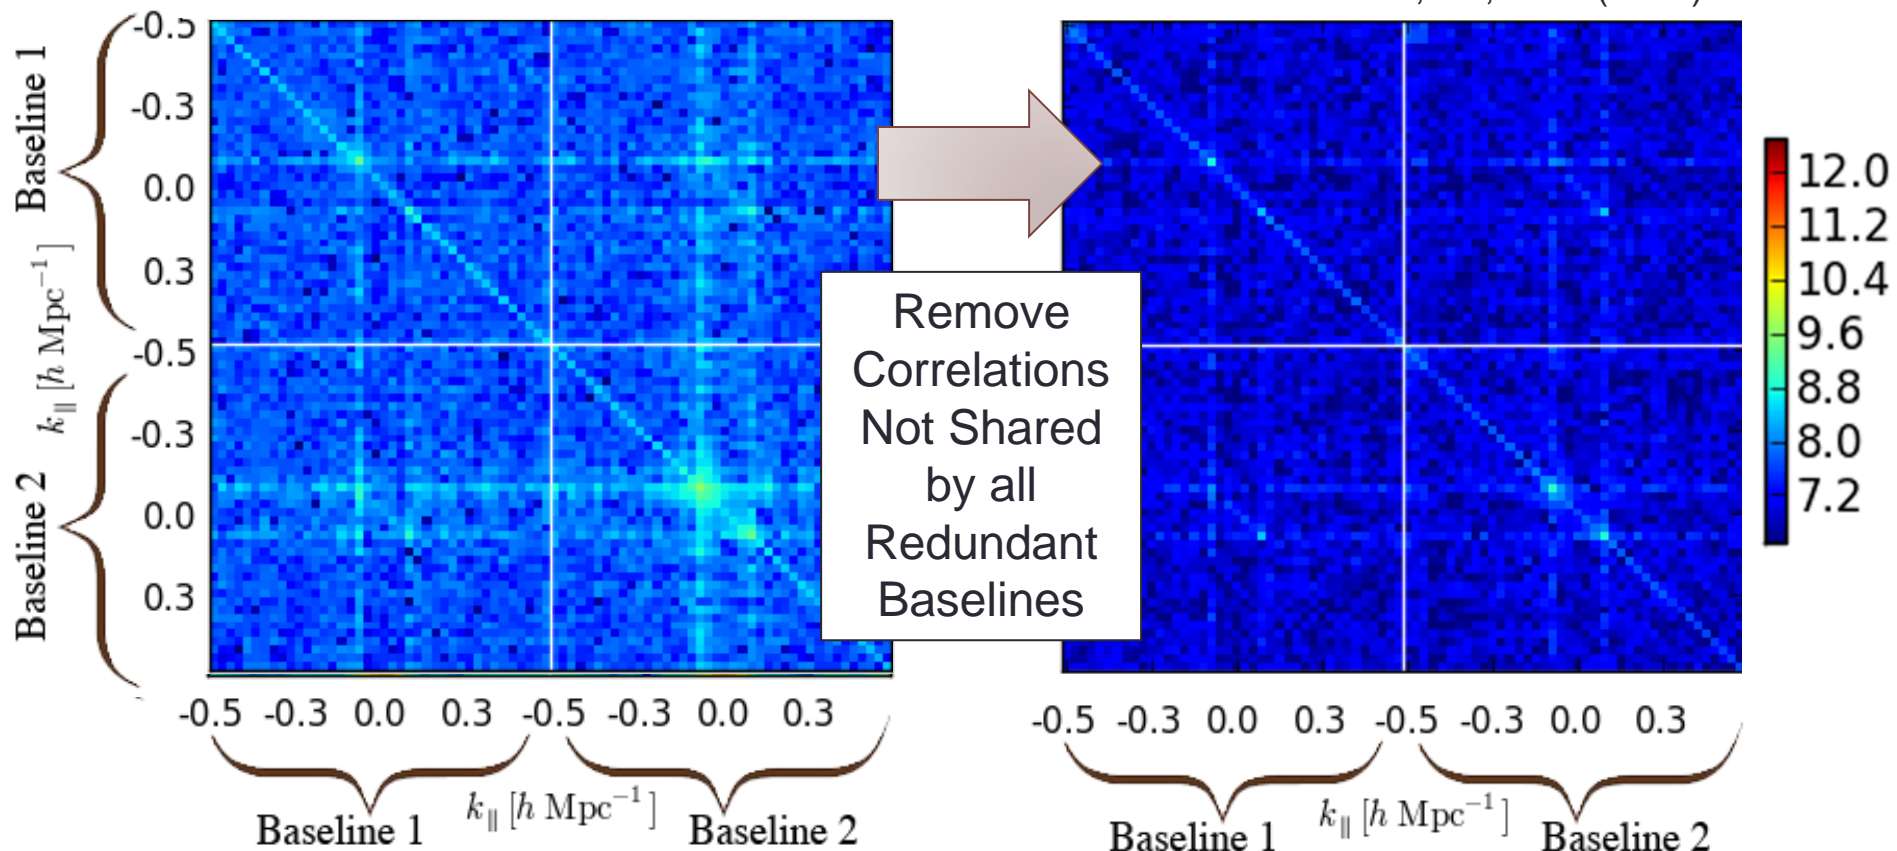 -0.5
-0.3
0.0
0.3
-0.5
-0.3
0.0
0.3
Baseline 1
k∥ [h Mpc⁻¹]
Baseline 2
-0.5 -0.3 0.0 0.3 -0.5 -0.3 0.0 0.3
Baseline 1
k∥ [h Mpc⁻¹]
Baseline 2
Remove
Correlations
Not Shared
by all
Redundant
Baselines
-0.5 -0.3 0.0 0.3 -0.5 -0.3 0.0 0.3
Baseline 1
k∥ [h Mpc⁻¹]
Baseline 2
12.0
11.2
10.4
9.6
8.8
8.0
7.2